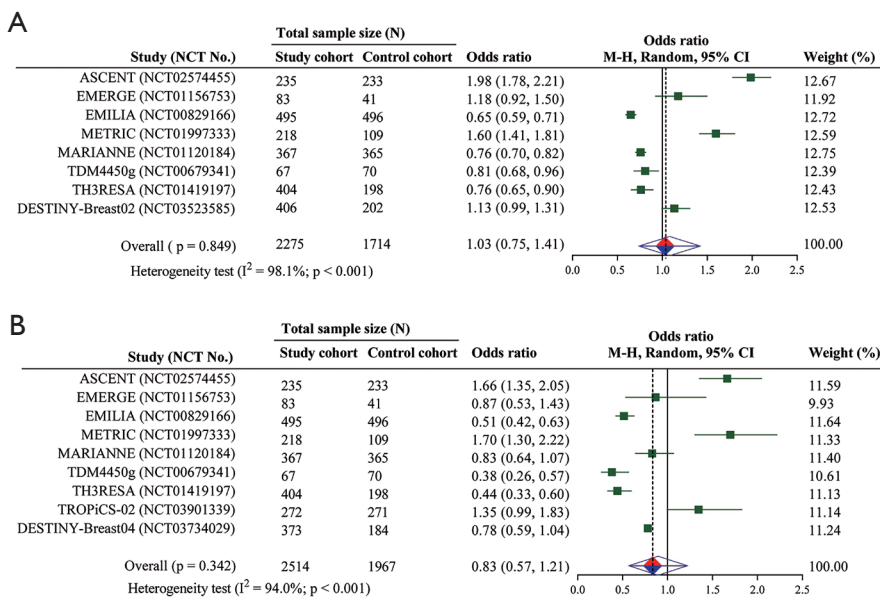 A
Total sample size (N)
Odds ratio
Study (NCT No.) Study cohort Control cohort Odds ratio M-H, Random, 95% CI Weight (%)
ASCENT (NCT02574455) 235 233 1.98 (1.78, 2.21) 12.67
EMERGE (NCT01156753) 83 41 1.18 (0.92, 1.50) 11.92
EMILIA (NCT00829166) 495 496 0.65 (0.59, 0.71) 12.72
METRIC (NCT01997333) 218 109 1.60 (1.41, 1.81) 12.59
MARIANNE (NCT01120184) 367 365 0.76 (0.70, 0.82) 12.75
TDM4450g (NCT00679341) 67 70 0.81 (0.68, 0.96) 12.39
TH3RESA (NCT01419197) 404 198 0.76 (0.65, 0.90) 12.43
DESTINY-Breast02 (NCT03523585) 406 202 1.13 (0.99, 1.31) 12.53
Overall ( p = 0.849) 2275 1714 1.03 (0.75, 1.41) 100.00
Heterogeneity test (I² = 98.1%; p < 0.001)
0.0 0.5 1.0 1.5 2.0 2.5
B
Total sample size (N)
Odds ratio
Study (NCT No.) Study cohort Control cohort Odds ratio M-H, Random, 95% CI Weight (%)
ASCENT (NCT02574455) 235 233 1.66 (1.35, 2.05) 11.59
EMERGE (NCT01156753) 83 41 0.87 (0.53, 1.43) 9.93
EMILIA (NCT00829166) 495 496 0.51 (0.42, 0.63) 11.64
METRIC (NCT01997333) 218 109 1.70 (1.30, 2.22) 11.33
MARIANNE (NCT01120184) 367 365 0.83 (0.64, 1.07) 11.40
TDM4450g (NCT00679341) 67 70 0.38 (0.26, 0.57) 10.61
TH3RESA (NCT01419197) 404 198 0.44 (0.33, 0.60) 11.13
TROPiCS-02 (NCT03901339) 272 271 1.35 (0.99, 1.83) 11.14
DESTINY-Breast04 (NCT03734029) 373 184 0.78 (0.59, 1.04) 11.24
Overall (p = 0.342) 2514 1967 0.83 (0.57, 1.21) 100.00
Heterogeneity test (I² = 94.0%; p < 0.001)
0.0 0.5 1.0 1.5 2.0 2.5